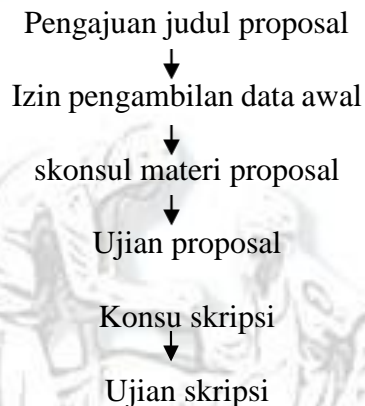 Pengajuan judul proposal
Izin pengambilan data awal
skonsul materi proposal
Ujian proposal
Konsu skripsi
Ujian skripsi